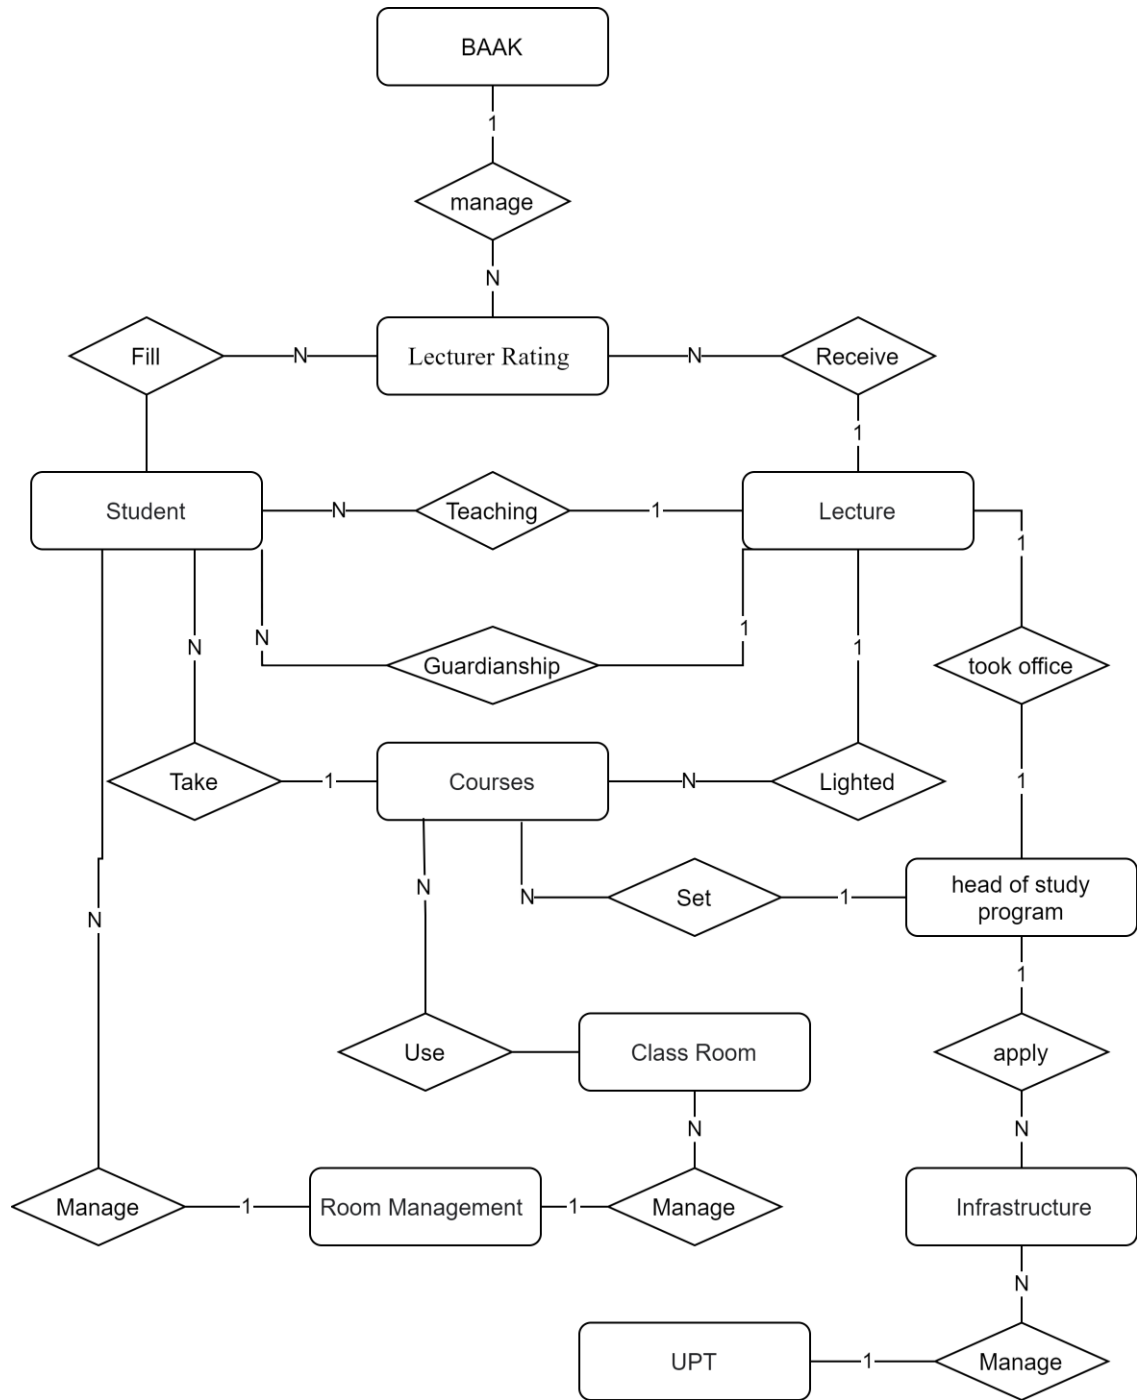 BAAK
1
manage
N
Fill
N
Lecturer Rating
N
Receive
1
Student
N
Teaching
1
Lecture
1
N
N
Guardianship
1
1
took office
Take
1
Courses
N
Lighted
1
N
N
N
Set
1
head of study
program
1
Use
Class Room
apply
N
N
Manage
1
Room Management
1
Manage
Infrastructure
N
UPT
1
Manage